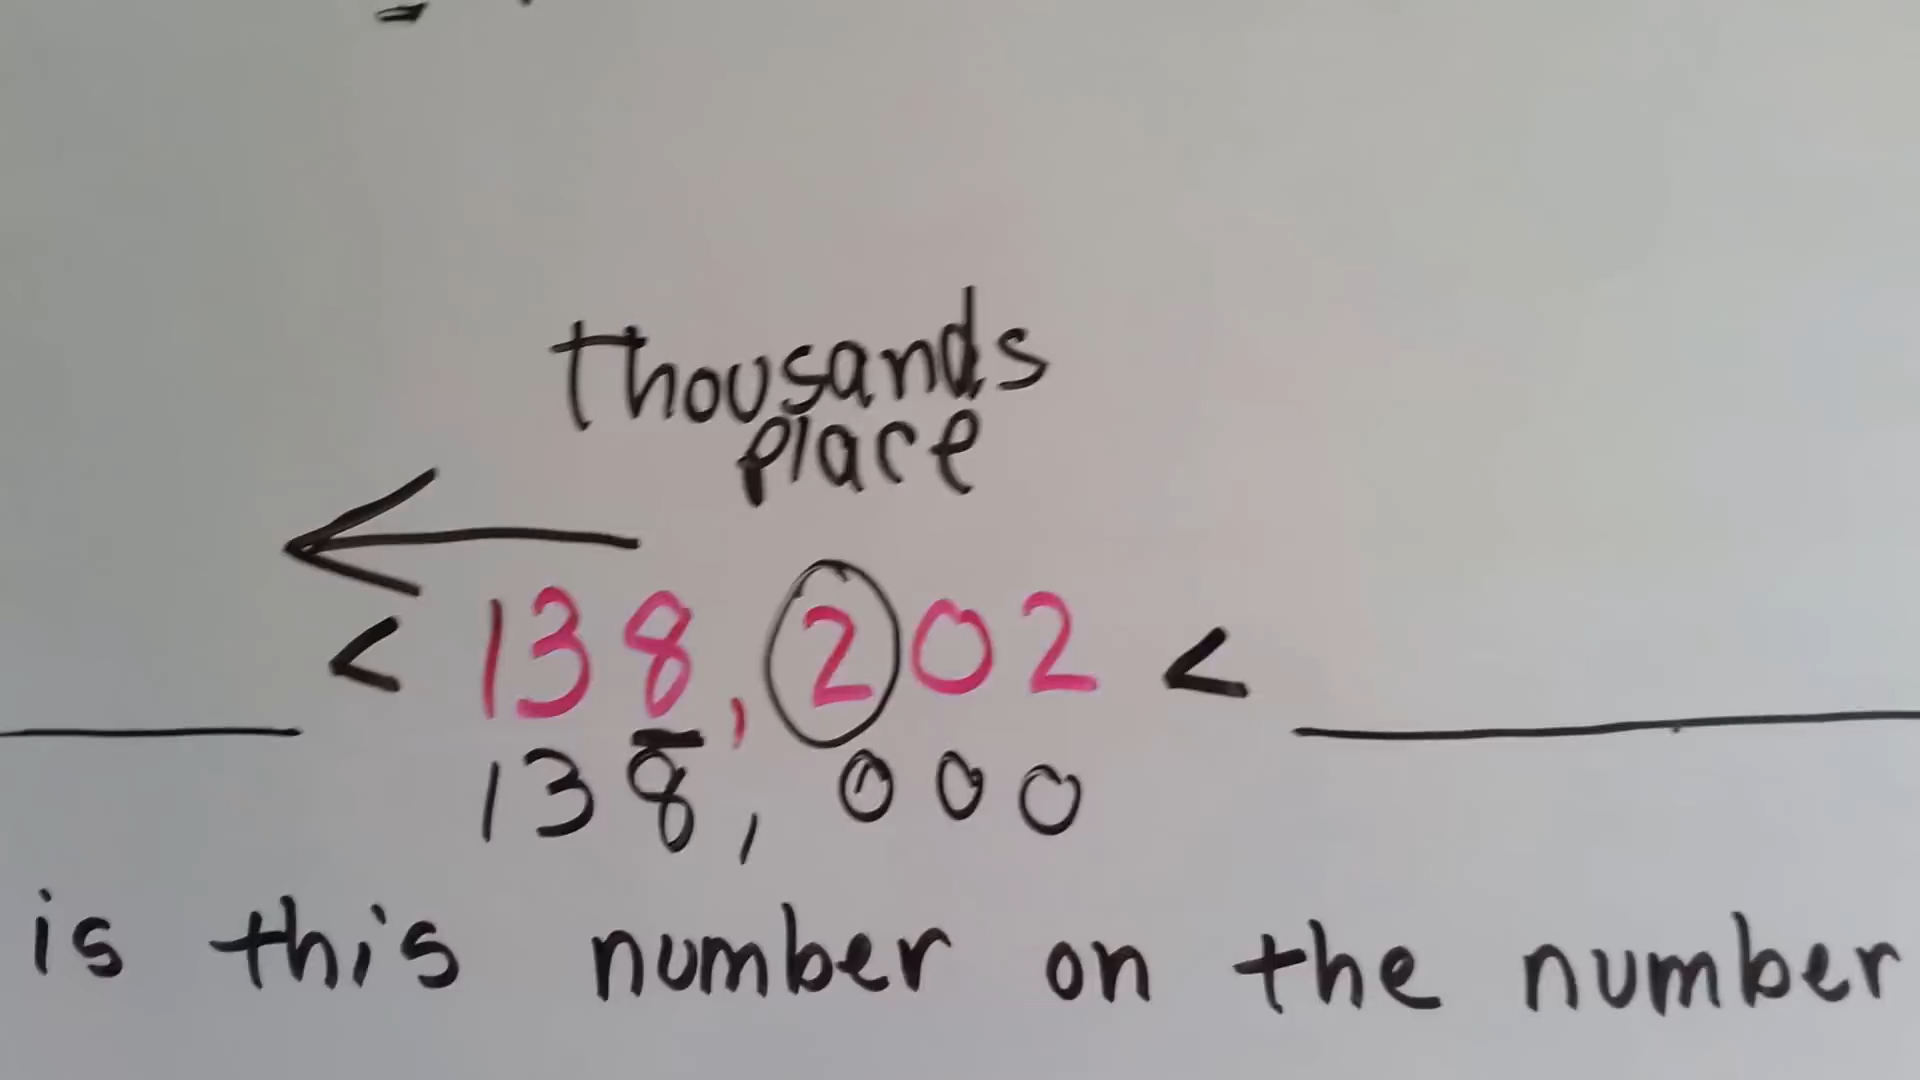 thousands
place
< 138,202 <
138,000
is this number on the number